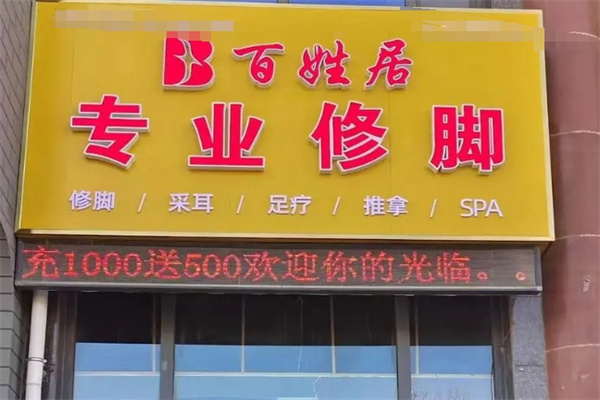 百姓居
专业修脚
修脚 / 采耳 / 足疗 / 推拿 / SPA
充1000送500欢迎你的光临。。